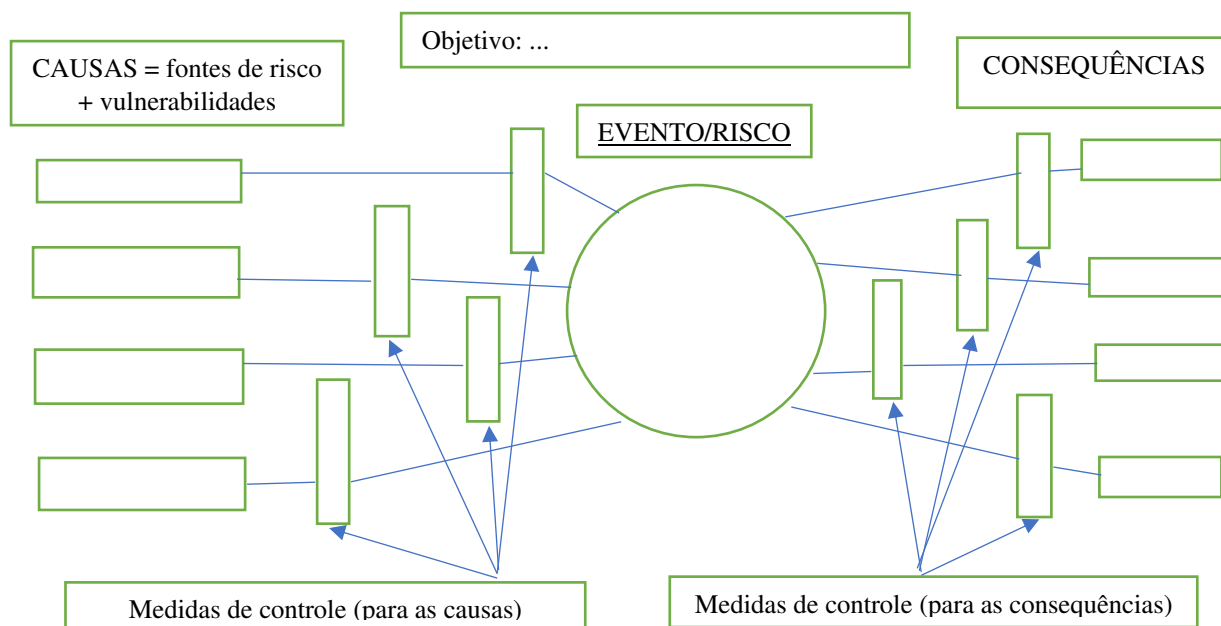 Objetivo: ...
CAUSAS = fontes de risco
+ vulnerabilidades
CONSEQUÊNCIAS
EVENTO/RISCO
Medidas de controle (para as causas)
Medidas de controle (para as consequências)